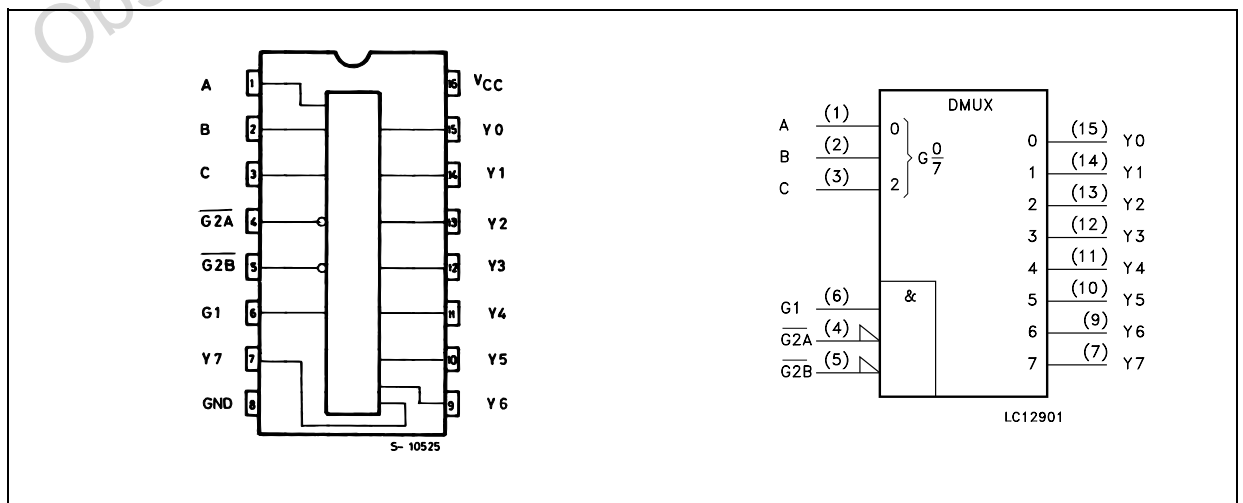 Obs
A 1 16 VCC
B 2 15 Y0
C 3 14 Y1
G2A 4 13 Y2
G2B 5 12 Y3
G1 6 11 Y4
Y7 7 10 Y5
GND 8 9 Y6
S- 10525
DMUX
A (1) 0 0 (15) Y0
B (2) G 0/7 1 (14) Y1
C (3) 2 2 (13) Y2
3 (12) Y3
4 (11) Y4
G1 (6) & 5 (10) Y5
G2A (4) 6 (9) Y6
G2B (5) 7 (7) Y7
LC12901